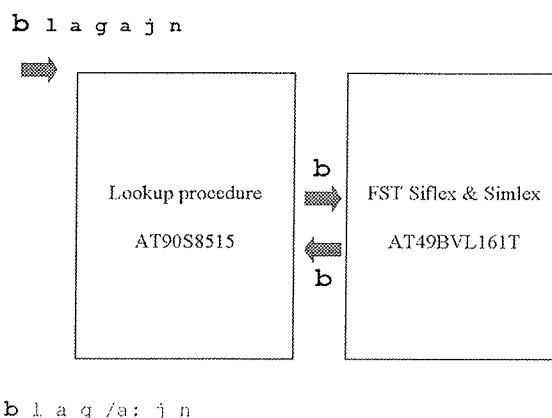 b l a g a j n
b
Lookup procedure
FST Siflex & Simlex
AT90S8515
AT49BVL161T
b
b l a g /a: j n